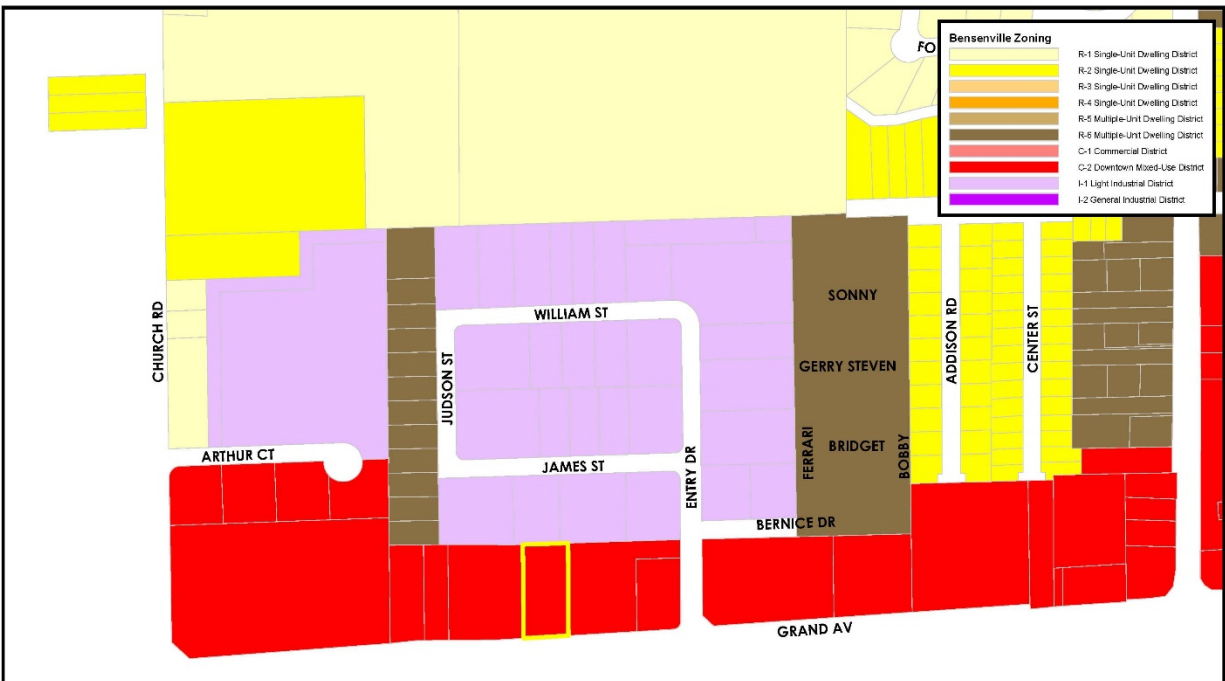 FO
Bensenville Zoning
R-1 Single-Unit Dwelling District
R-2 Single-Unit Dwelling District
R-3 Single-Unit Dwelling District
R-4 Single-Unit Dwelling District
R-5 Multiple-Unit Dwelling District
R-6 Multiple-Unit Dwelling District
C-1 Commercial District
C-2 Downtown Mixed-Use District
I-1 Light Industrial District
I-2 General Industrial District
CHURCH RD
SONNY
WILLIAM ST
JUDSON ST
GERRY STEVEN
ADDISON RD
CENTER ST
ARTHUR CT
JAMES ST
ENTRY DR
FERRARI
BRIDGET
BOBBY
BERNICE DR
GRAND AV